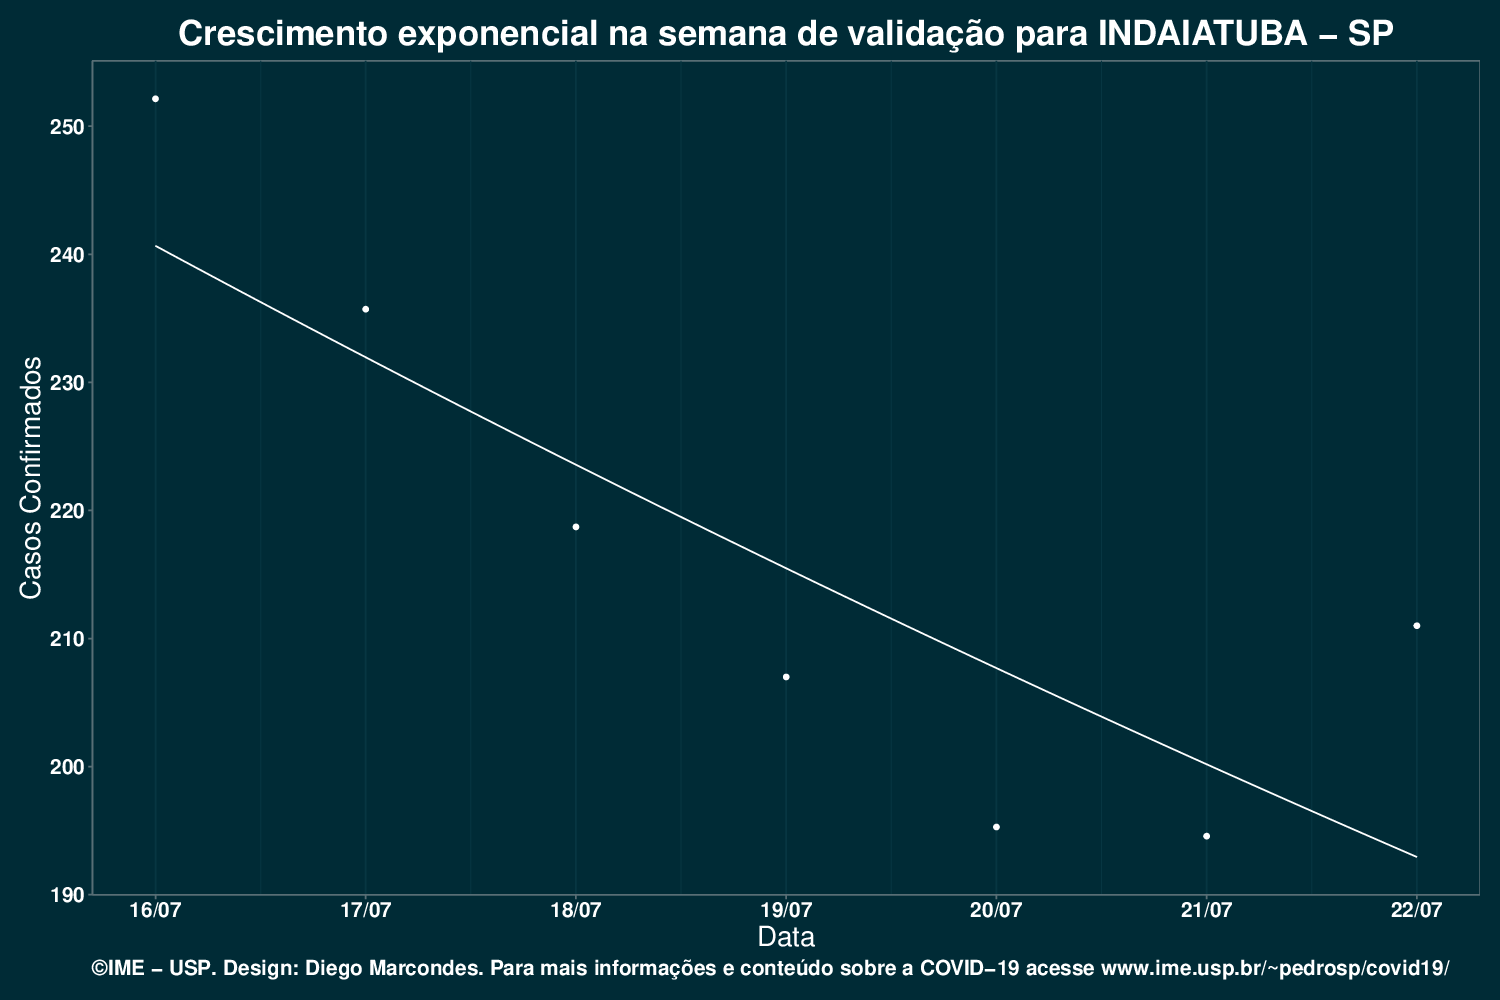 Crescimento exponencial na semana de validação para INDAIATUBA – SP
250
240
230
220
210
200
190
Casos Confirmados
16/07 17/07 18/07 19/07 20/07 21/07 22/07
Data
©IME – USP. Design: Diego Marcondes. Para mais informações e conteúdo sobre a COVID–19 acesse www.ime.usp.br/~pedrosp/covid19/